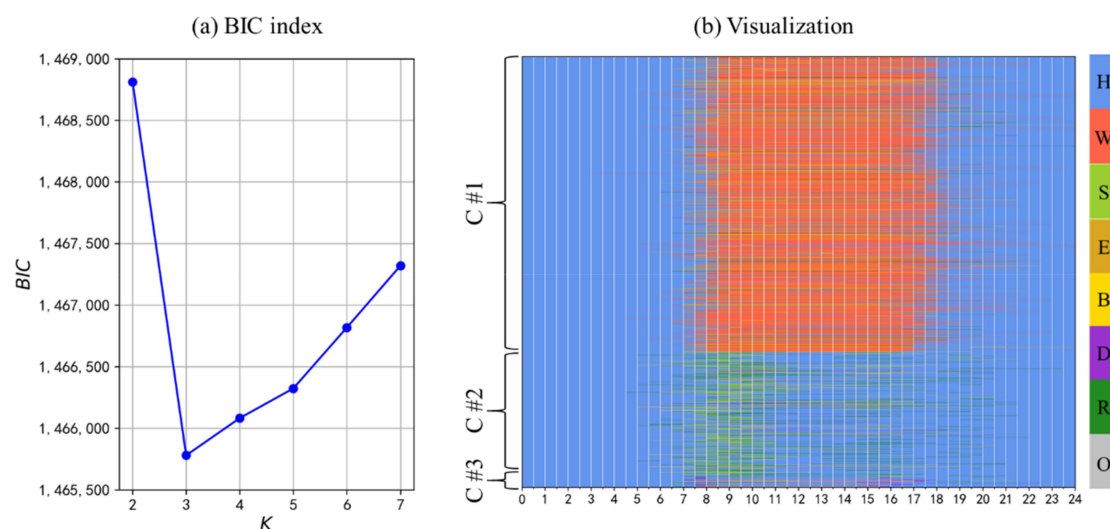 (a) BIC index
(b) Visualization
1,469,000
1,468,500
1,468,000
1,467,500
1,467,000
1,466,500
1,466,000
1,465,500
BIC
2 3 4 5 6 7
K
C #1
C #2
C #3
0 1 2 3 4 5 6 7 8 9 10 11 12 13 14 15 16 17 18 19 20 21 22 23 24
H
W
S
E
B
D
R
O